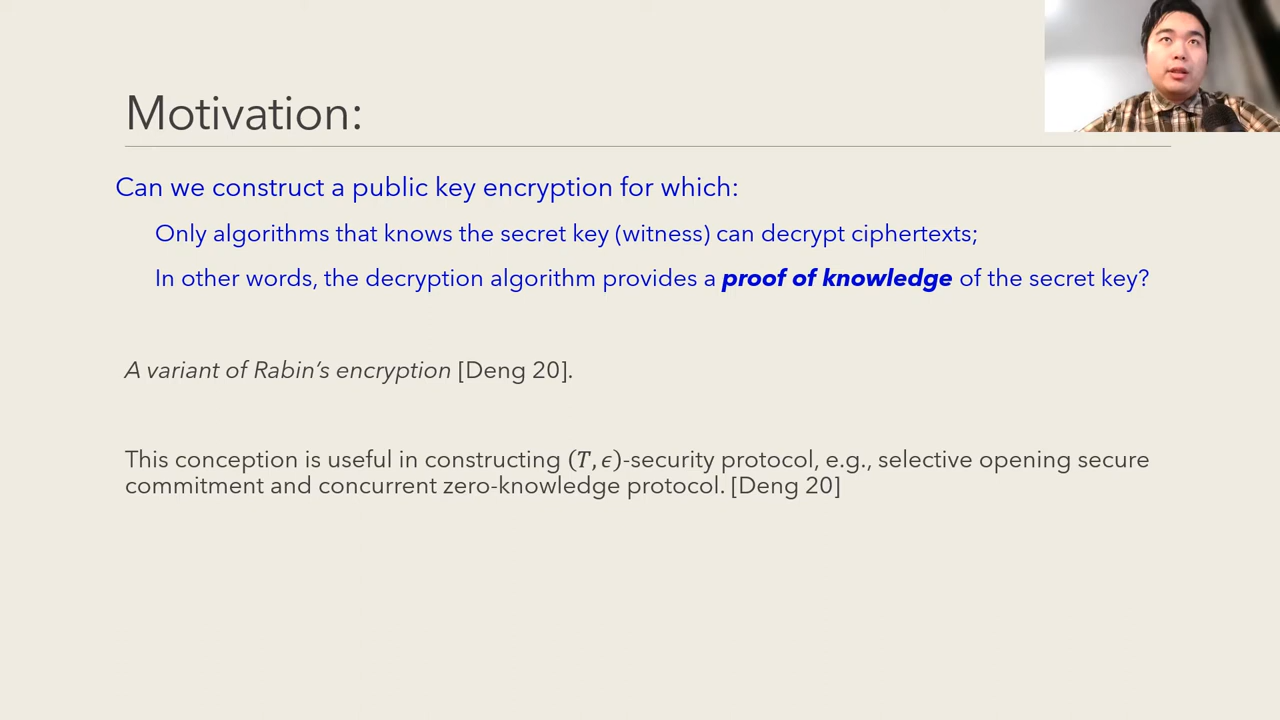 Motivation:
Can we construct a public key encryption for which:
Only algorithms that knows the secret key (witness) can decrypt ciphertexts;
In other words, the decryption algorithm provides a proof of knowledge of the secret key?
A variant of Rabin’s encryption [Deng 20].
This conception is useful in constructing (T, ϵ)-security protocol, e.g., selective opening secure
commitment and concurrent zero-knowledge protocol. [Deng 20]